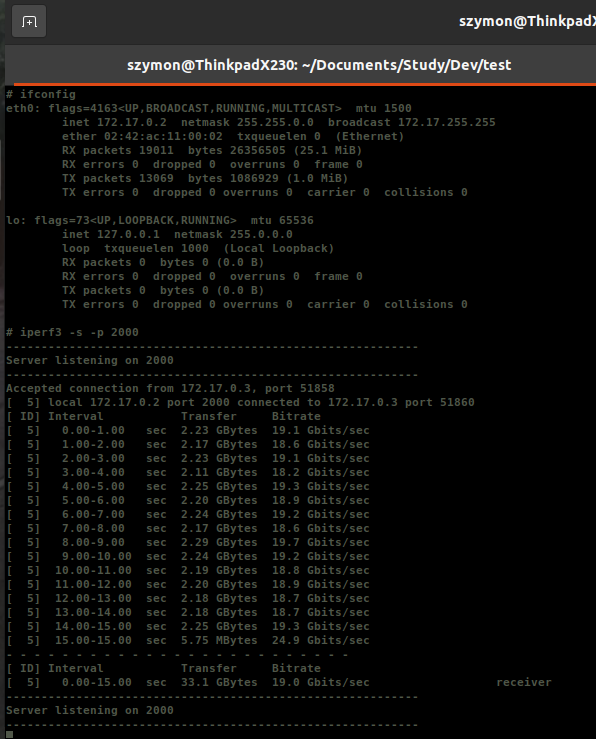 szymon@ThinkpadX
szymon@ThinkpadX230: ~/Documents/Study/Dev/test
# ifconfig
eth0: flags=4163<UP,BROADCAST,RUNNING,MULTICAST>  mtu 1500
        inet 172.17.0.2  netmask 255.255.0.0  broadcast 172.17.255.255
        ether 02:42:ac:11:00:02  txqueuelen 0  (Ethernet)
        RX packets 19011  bytes 26356505 (25.1 MiB)
        RX errors 0  dropped 0  overruns 0  frame 0
        TX packets 13069  bytes 1086929 (1.0 MiB)
        TX errors 0  dropped 0 overruns 0  carrier 0  collisions 0

lo: flags=73<UP,LOOPBACK,RUNNING>  mtu 65536
        inet 127.0.0.1  netmask 255.0.0.0
        loop  txqueuelen 1000  (Local Loopback)
        RX packets 0  bytes 0 (0.0 B)
        RX errors 0  dropped 0  overruns 0  frame 0
        TX packets 0  bytes 0 (0.0 B)
        TX errors 0  dropped 0 overruns 0  carrier 0  collisions 0

# iperf3 -s -p 2000
-----------------------------------------------------------
Server listening on 2000
-----------------------------------------------------------
Accepted connection from 172.17.0.3, port 51858
[  5] local 172.17.0.2 port 2000 connected to 172.17.0.3 port 51860
[ ID] Interval           Transfer     Bitrate
[  5]   0.00-1.00   sec  2.23 GBytes  19.1 Gbits/sec
[  5]   1.00-2.00   sec  2.17 GBytes  18.6 Gbits/sec
[  5]   2.00-3.00   sec  2.23 GBytes  19.1 Gbits/sec
[  5]   3.00-4.00   sec  2.11 GBytes  18.2 Gbits/sec
[  5]   4.00-5.00   sec  2.25 GBytes  19.3 Gbits/sec
[  5]   5.00-6.00   sec  2.20 GBytes  18.9 Gbits/sec
[  5]   6.00-7.00   sec  2.24 GBytes  19.2 Gbits/sec
[  5]   7.00-8.00   sec  2.17 GBytes  18.6 Gbits/sec
[  5]   8.00-9.00   sec  2.29 GBytes  19.7 Gbits/sec
[  5]   9.00-10.00  sec  2.24 GBytes  19.2 Gbits/sec
[  5]  10.00-11.00  sec  2.19 GBytes  18.8 Gbits/sec
[  5]  11.00-12.00  sec  2.20 GBytes  18.9 Gbits/sec
[  5]  12.00-13.00  sec  2.18 GBytes  18.7 Gbits/sec
[  5]  13.00-14.00  sec  2.18 GBytes  18.7 Gbits/sec
[  5]  14.00-15.00  sec  2.25 GBytes  19.3 Gbits/sec
[  5]  15.00-15.00  sec  5.75 MBytes  24.9 Gbits/sec
- - - - - - - - - - - - - - - - - - - - - - - - -
[ ID] Interval           Transfer     Bitrate
[  5]   0.00-15.00  sec  33.1 GBytes  19.0 Gbits/sec                  receiver
-----------------------------------------------------------
Server listening on 2000
-----------------------------------------------------------